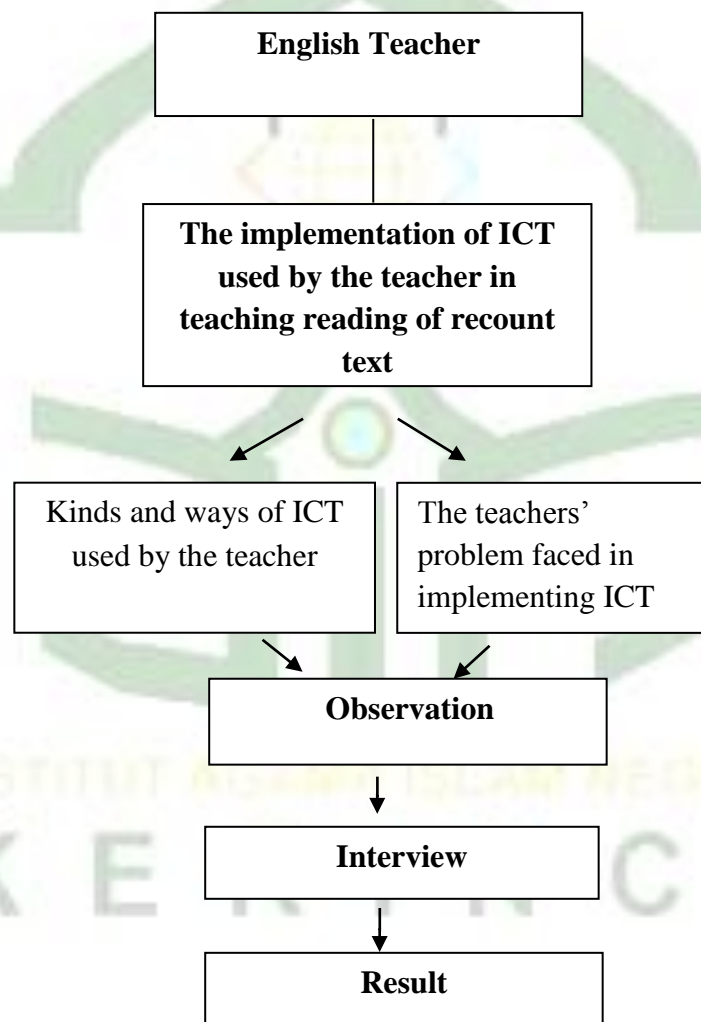 English Teacher
The implementation of ICT
used by the teacher in
teaching reading of recount
text
Kinds and ways of ICT
used by the teacher
The teachers’
problem faced in
implementing ICT
Observation
Interview
Result